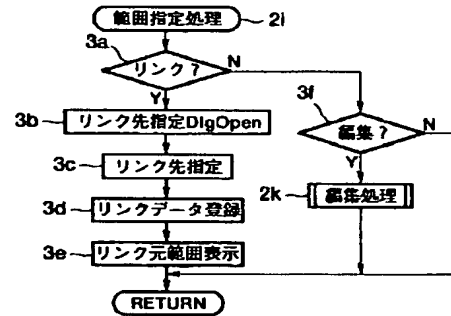 範囲指定処理 2i
3a リンク? N
Y
3f 編集? N
Y
3b リンク先指定DlgOpen
3c リンク先指定
2k 編集処理
3d リンクデータ登録
3e リンク元範囲表示
RETURN